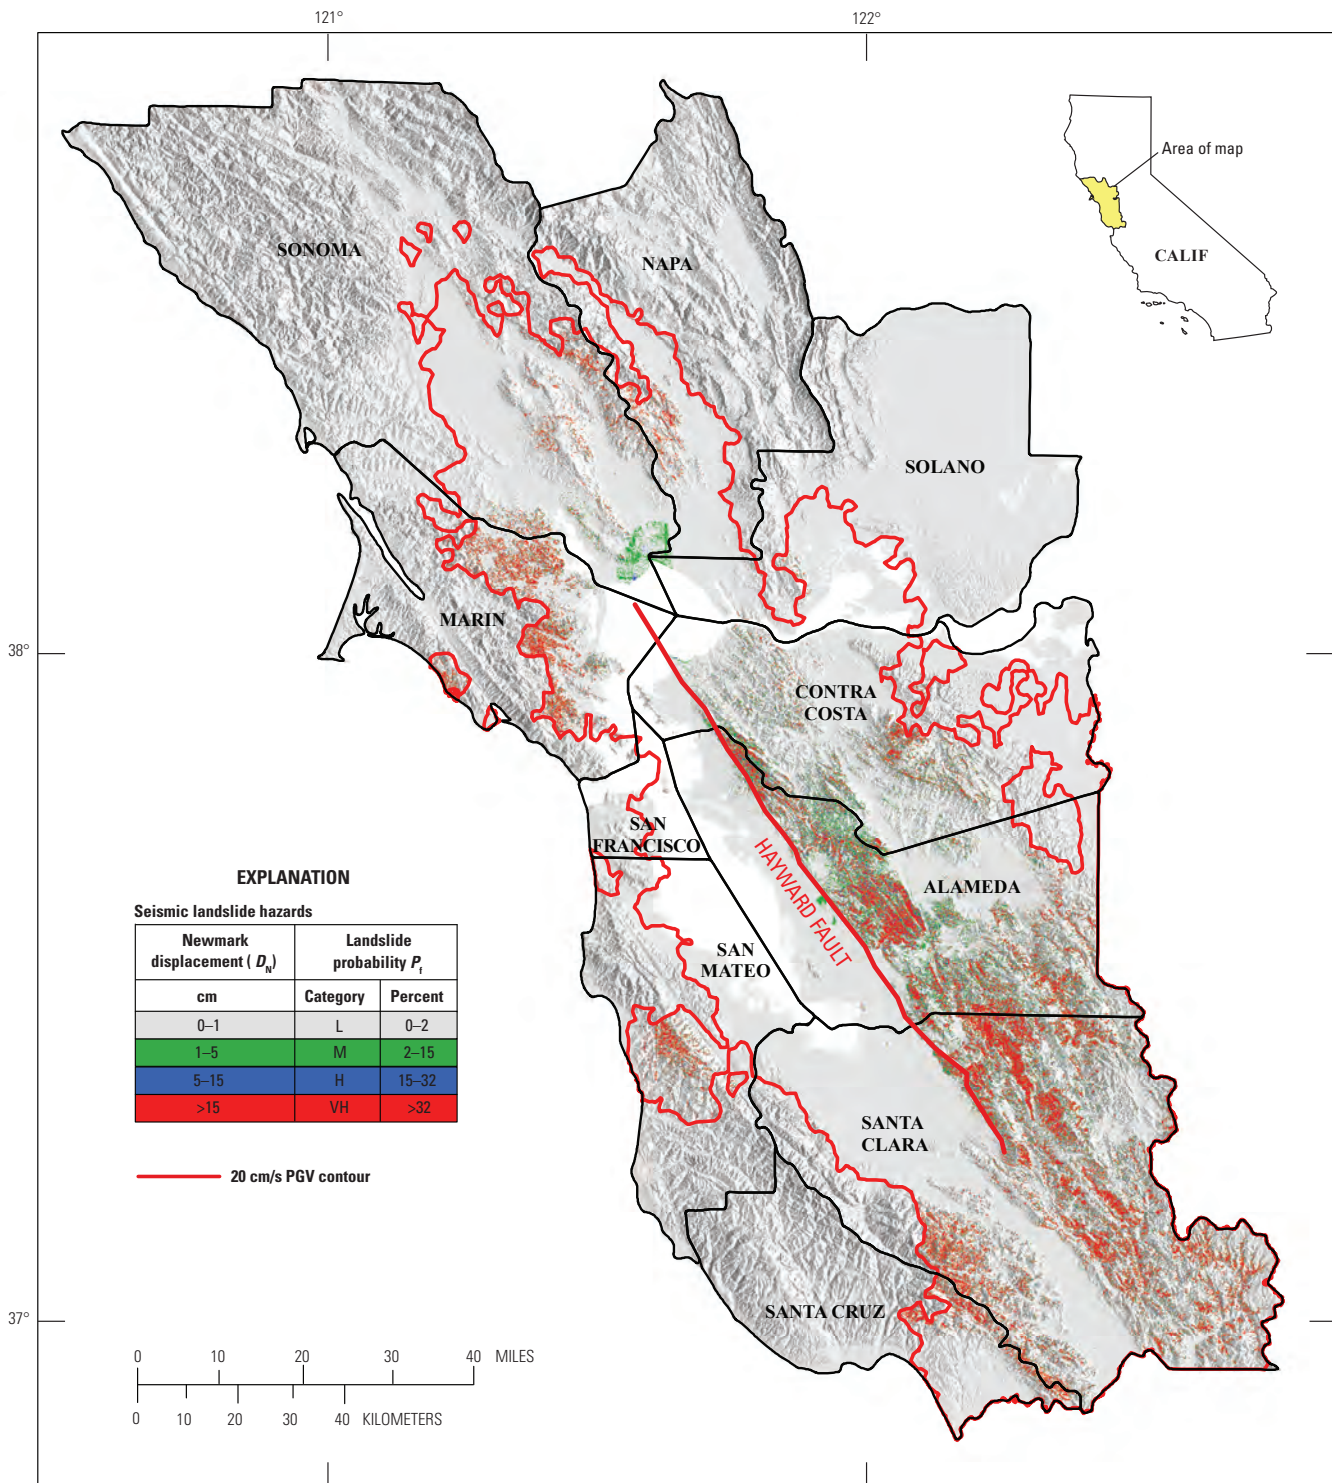 121°
122°
Area of map
CALIF
SONOMA
NAPA
SOLANO
MARIN
38°
CONTRA
COSTA
SAN
FRANCISCO
HAYWARD FAULT
ALAMEDA
SAN
MATEO
SANTA
CLARA
SANTA CRUZ
37°
EXPLANATION
Seismic landslide hazards
Newmark displacement ( D_N) Landslide probability P_f
cm Category Percent
0–1 L 0–2
1–5 M 2–15
5–15 H 15–32
>15 VH >32
20 cm/s PGV contour
0 10 20 30 40 MILES
0 10 20 30 40 KILOMETERS